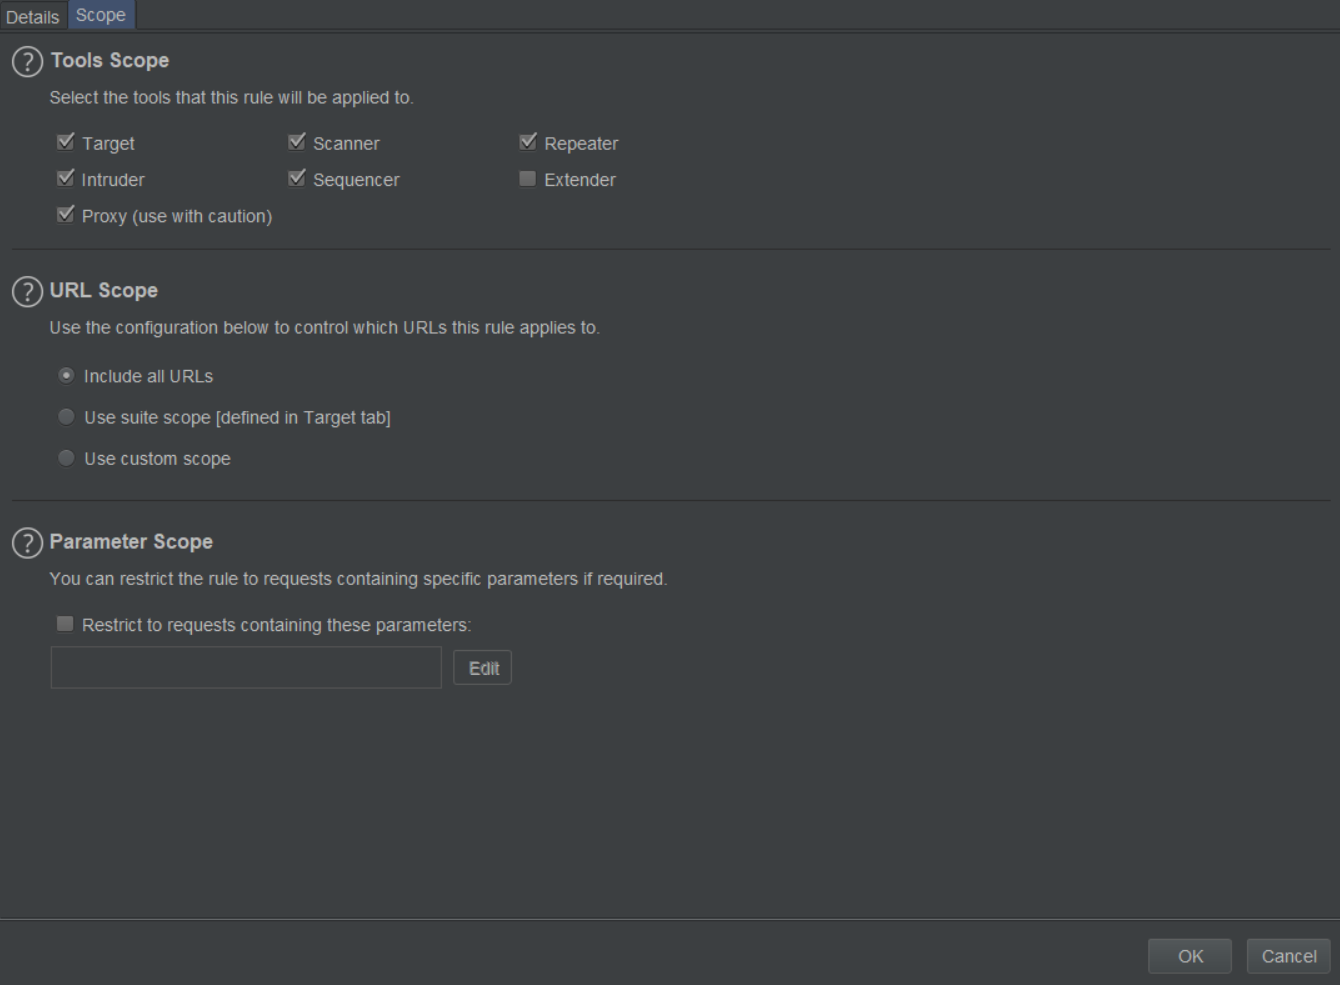 Details Scope
Tools Scope
Select the tools that this rule will be applied to.
Target Scanner Repeater
Intruder Sequencer Extender
Proxy (use with caution)
URL Scope
Use the configuration below to control which URLs this rule applies to.
Include all URLs
Use suite scope [defined in Target tab]
Use custom scope
Parameter Scope
You can restrict the rule to requests containing specific parameters if required.
Restrict to requests containing these parameters:
Edit
OK Cancel